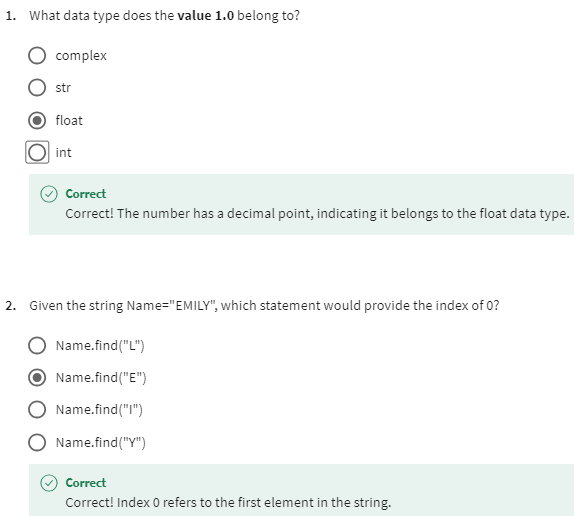 1. What data type does the value 1.0 belong to?
complex
str
float
int
Correct
Correct! The number has a decimal point, indicating it belongs to the float data type.
2. Given the string Name="EMILY", which statement would provide the index of 0?
Name.find("L")
Name.find("E")
Name.find("I")
Name.find("Y")
Correct
Correct! Index 0 refers to the first element in the string.